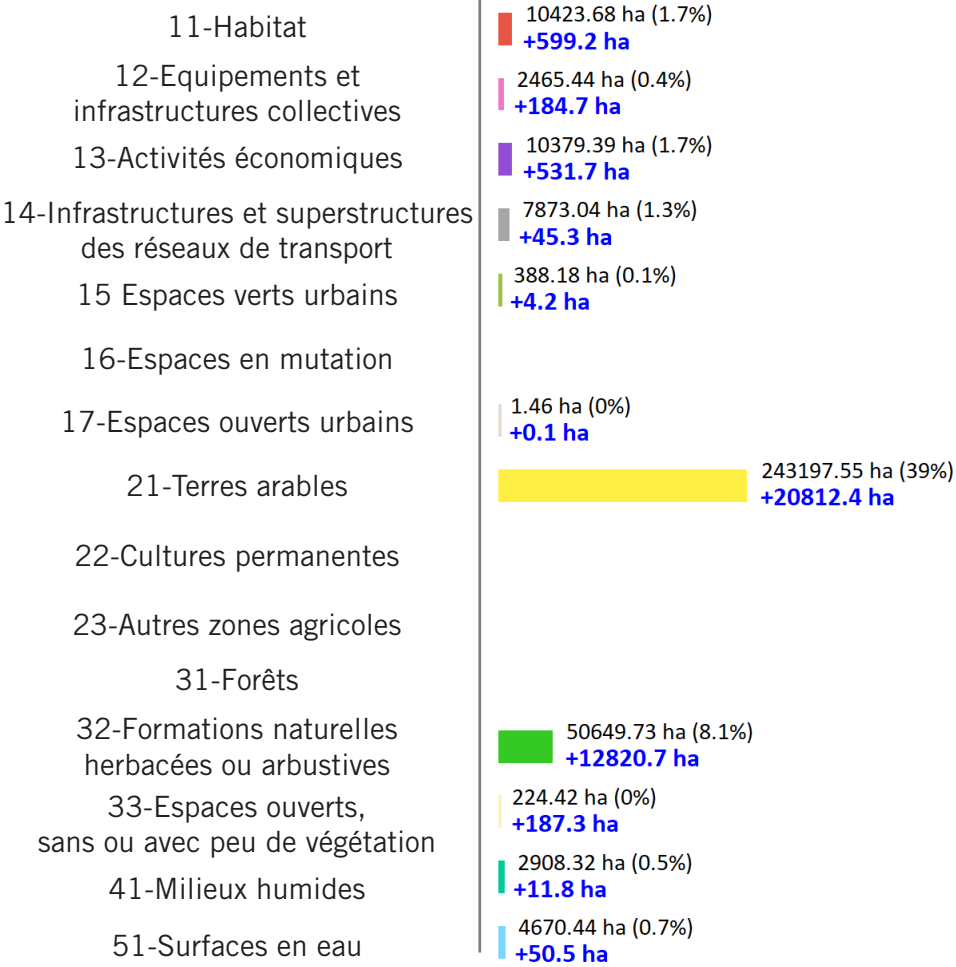 11-Habitat
10423.68 ha (1.7%)
+599.2 ha
12-Equipements et
infrastructures collectives
2465.44 ha (0.4%)
+184.7 ha
13-Activités économiques
10379.39 ha (1.7%)
+531.7 ha
14-Infrastructures et superstructures
des réseaux de transport
7873.04 ha (1.3%)
+45.3 ha
15 Espaces verts urbains
388.18 ha (0.1%)
+4.2 ha
16-Espaces en mutation
17-Espaces ouverts urbains
1.46 ha (0%)
+0.1 ha
21-Terres arables
243197.55 ha (39%)
+20812.4 ha
22-Cultures permanentes
23-Autres zones agricoles
31-Forêts
32-Formations naturelles
herbacées ou arbustives
50649.73 ha (8.1%)
+12820.7 ha
33-Espaces ouverts,
sans ou avec peu de végétation
224.42 ha (0%)
+187.3 ha
41-Milieux humides
2908.32 ha (0.5%)
+11.8 ha
51-Surfaces en eau
4670.44 ha (0.7%)
+50.5 ha